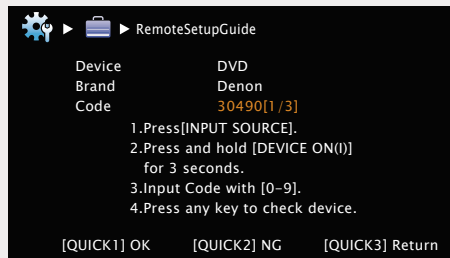 RemoteSetupGuide
Device DVD
Brand Denon
Code 30490[1/3]
1.Press[INPUT SOURCE].
2.Press and hold [DEVICE ON(I)]
for 3 seconds.
3.Input Code with [0-9].
4.Press any key to check device.
[QUICK1] OK [QUICK2] NG [QUICK3] Return